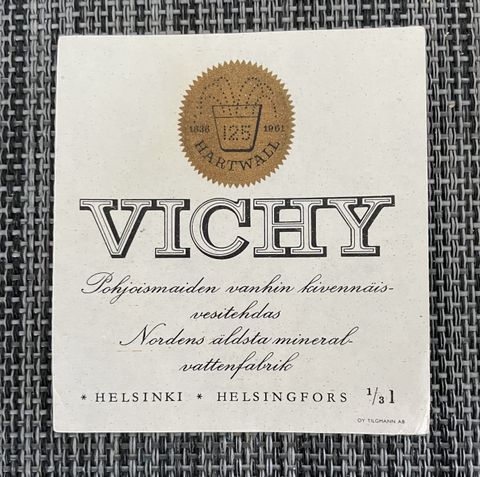 1836 125 1961
HARTWALL
VICHY
Pohjoismaiden vanhin kivennäis-
vesitehdas
Nordens äldsta mineral-
vattenfabrik
* HELSINKI * HELSINGFORS 1/3 l
OY TILGMANN AB